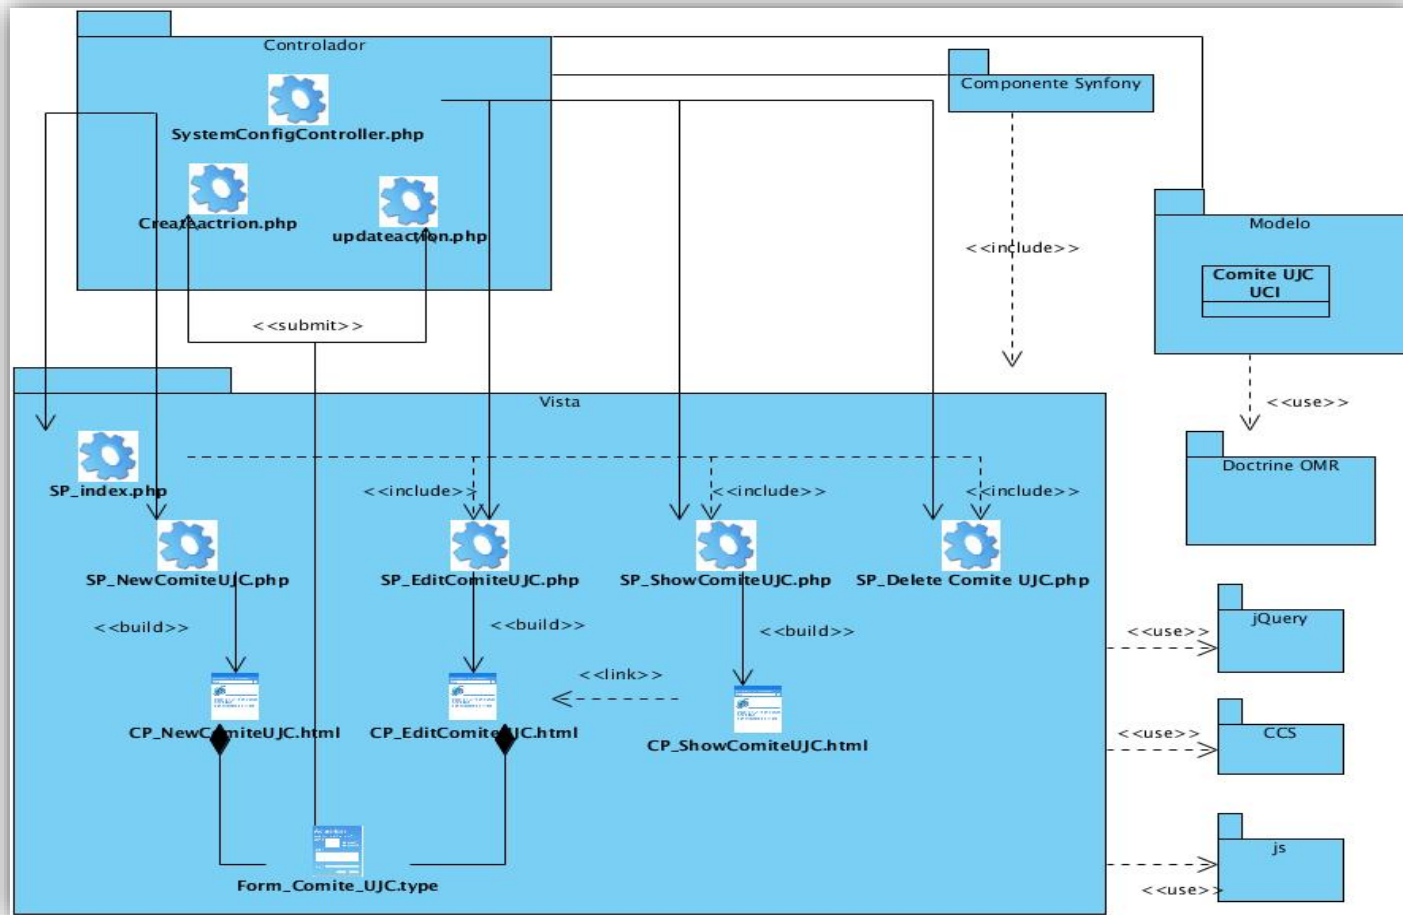 Controlador
Componente Synfony
SystemConfigController.php
Createactrion.php
updateaction.php
Modelo
<<include>>
Comite UJC
UCI
<<submit>>
Vista
<<use>>
Doctrine OMR
SP_index.php
<<include>>
<<include>>
<<include>>
SP_NewComiteUJC.php
SP_EditComiteUJC.php
SP_ShowComiteUJC.php
SP_Delete Comite UJC.php
<<build>>
<<build>>
<<build>>
<<use>>
jQuery
<<link>>
CP_NewComiteUJC.html
CP_EditComiteUJC.html
CP_ShowComiteUJC.html
<<use>>
CCS
js
Form_Comite_UJC.type
<<use>>